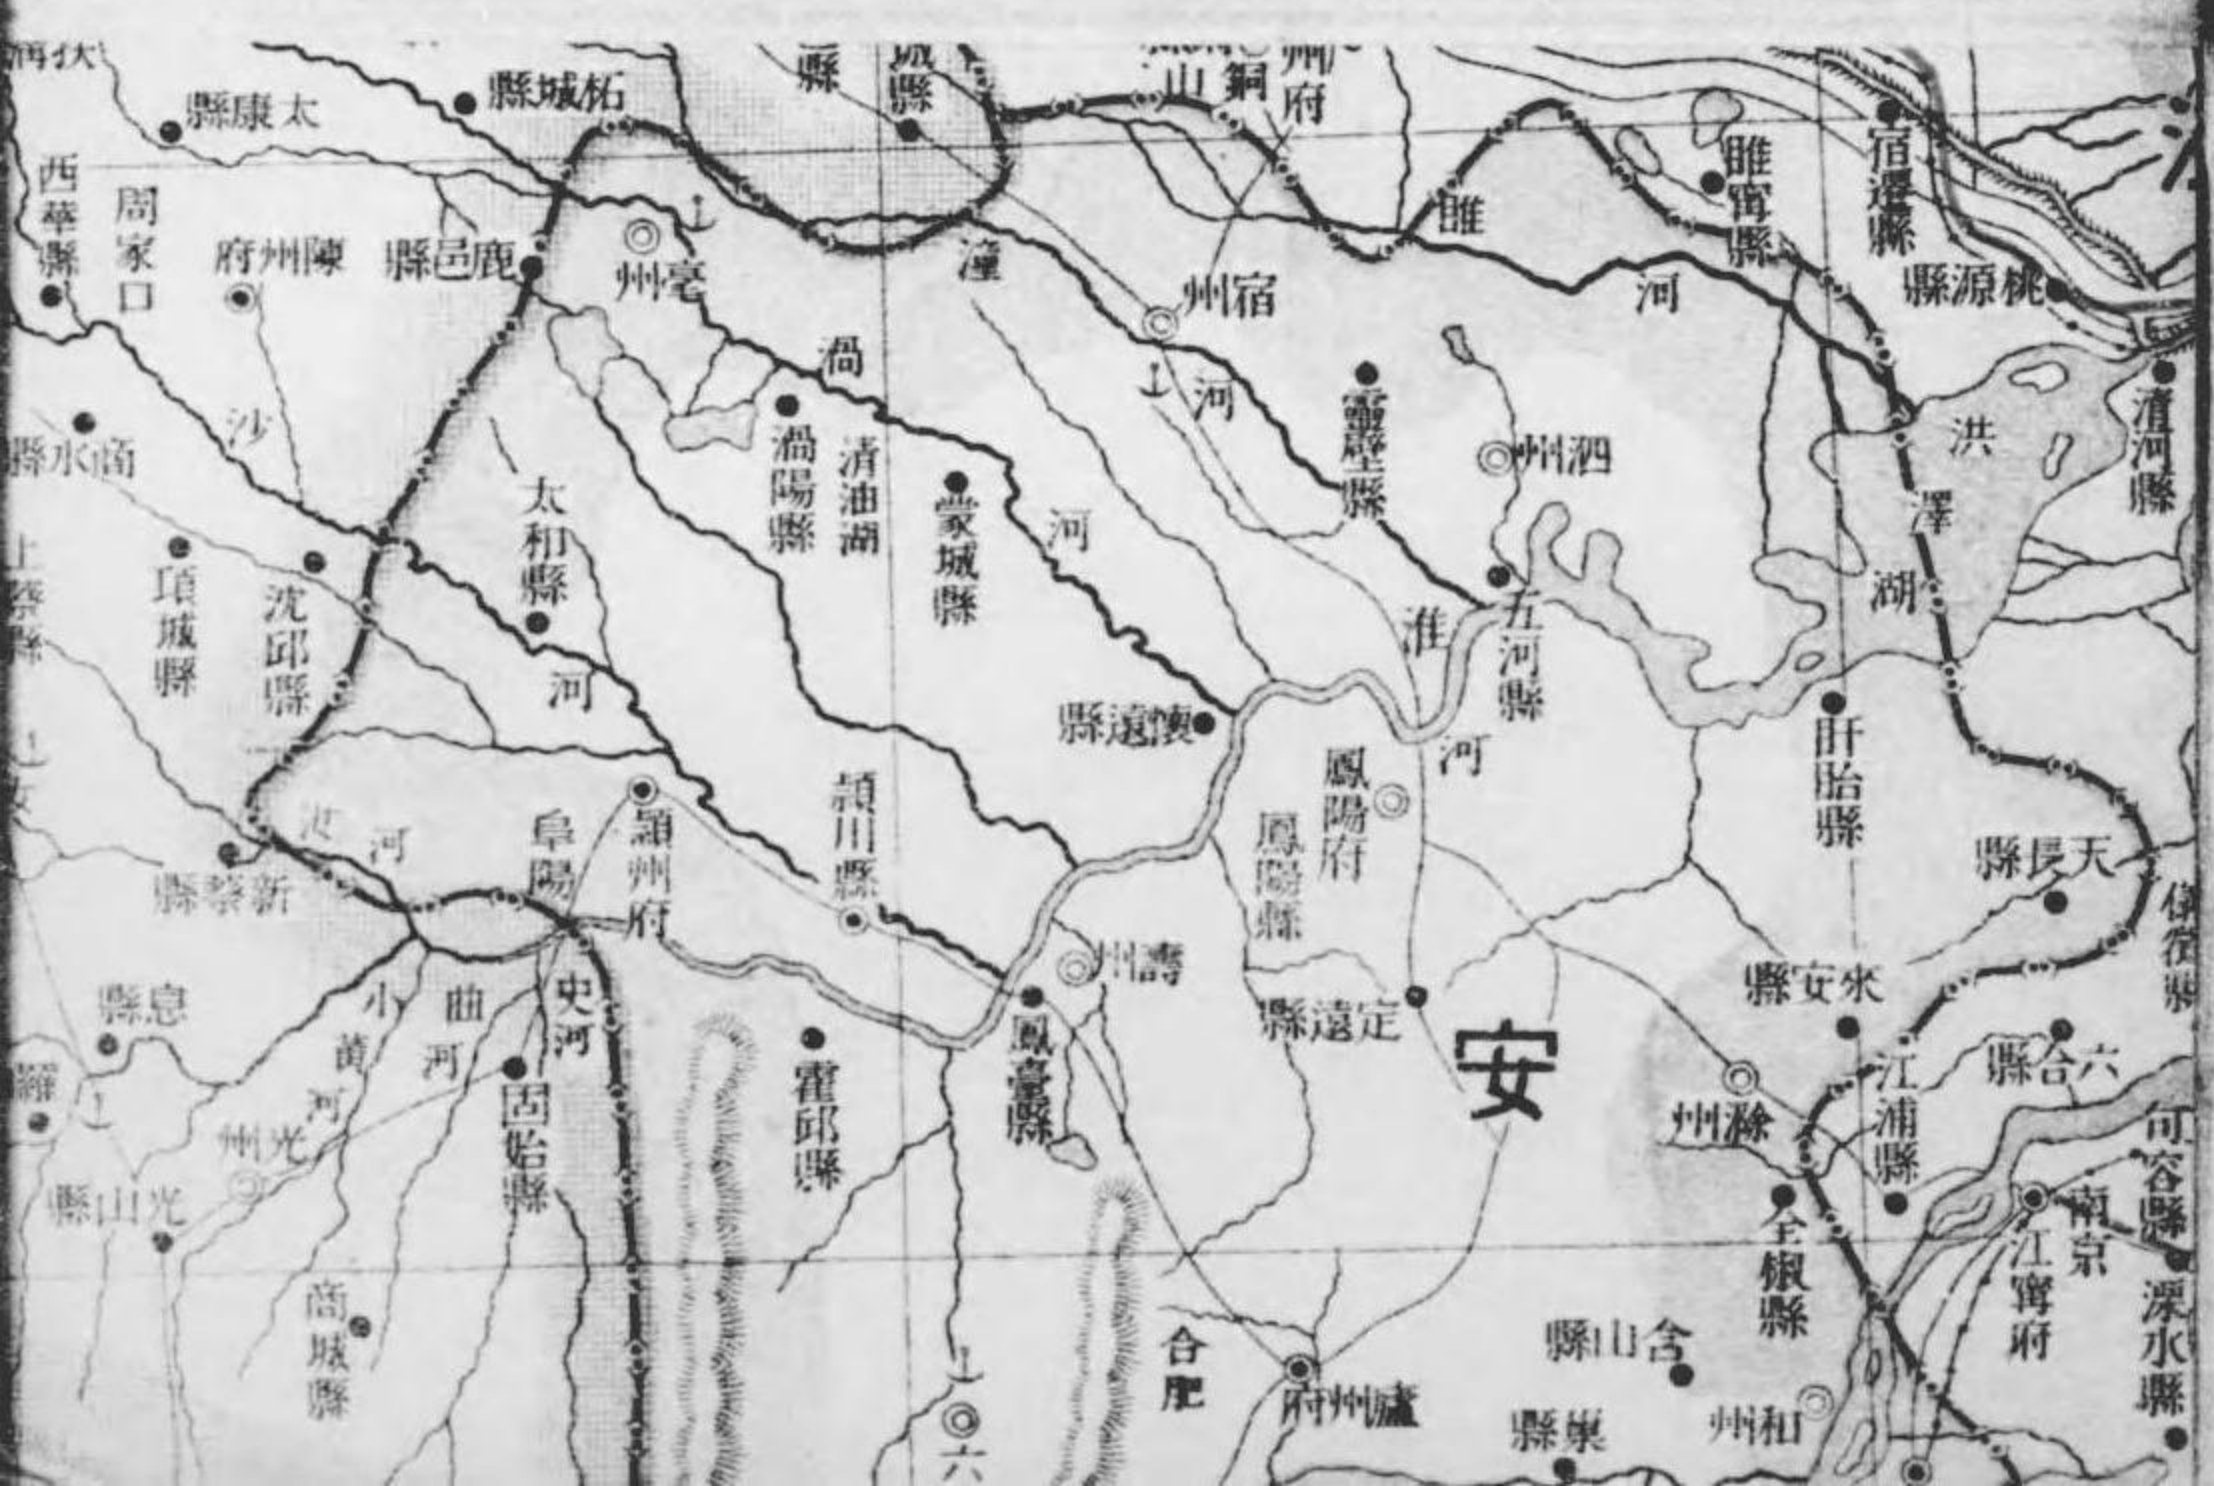 太康縣
柘城縣
縣
城縣
山
銅
州府
睢
睢寗縣
宿遷縣
桃源縣
西華縣
周家口
陳州府
鹿邑縣
亳州
潼
宿州
河
渦
河
靈壁縣
泗州
洪
澤
湖
清河縣
商水縣
沙
太和縣
渦陽縣
清油湖
蒙城縣
河
上蔡縣
項城縣
沈邱縣
河
懷遠縣
淮
五河縣
河
盱眙縣
鳳陽府
鳳陽縣
天長縣
河
阜陽
潁州府
潁川縣
新蔡縣
壽州
定遠縣
來安縣
儀徵縣
息縣
小
黃
河
曲
河
史河
安
六合縣
江浦縣
滁州
句容縣
羅
光州
固始縣
霍邱縣
鳳臺縣
光山縣
全椒縣
南京
江寗府
商城縣
合肥
廬州府
含山縣
溧水縣
六
巢縣
和州